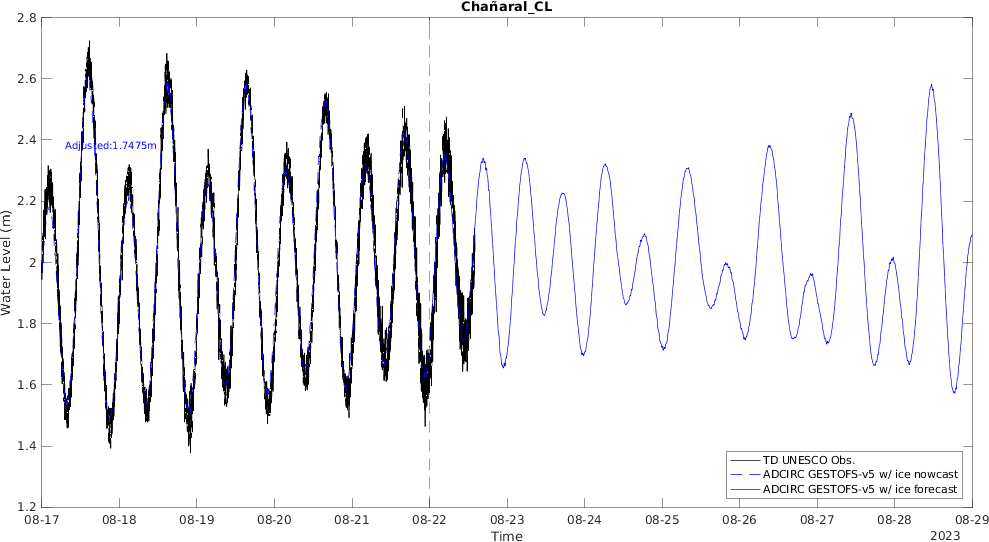 Chañaral_CL
2.8
2.6
2.4
2.2
2
1.8
1.6
1.4
1.2
Water Level (m)
Adjusted:1.7475m
TD UNESCO Obs.
ADCIRC GESTOFS-v5 w/ ice nowcast
ADCIRC GESTOFS-v5 w/ ice forecast
08-17 08-18 08-19 08-20 08-21 08-22 08-23 08-24 08-25 08-26 08-27 08-28 08-29
Time
2023